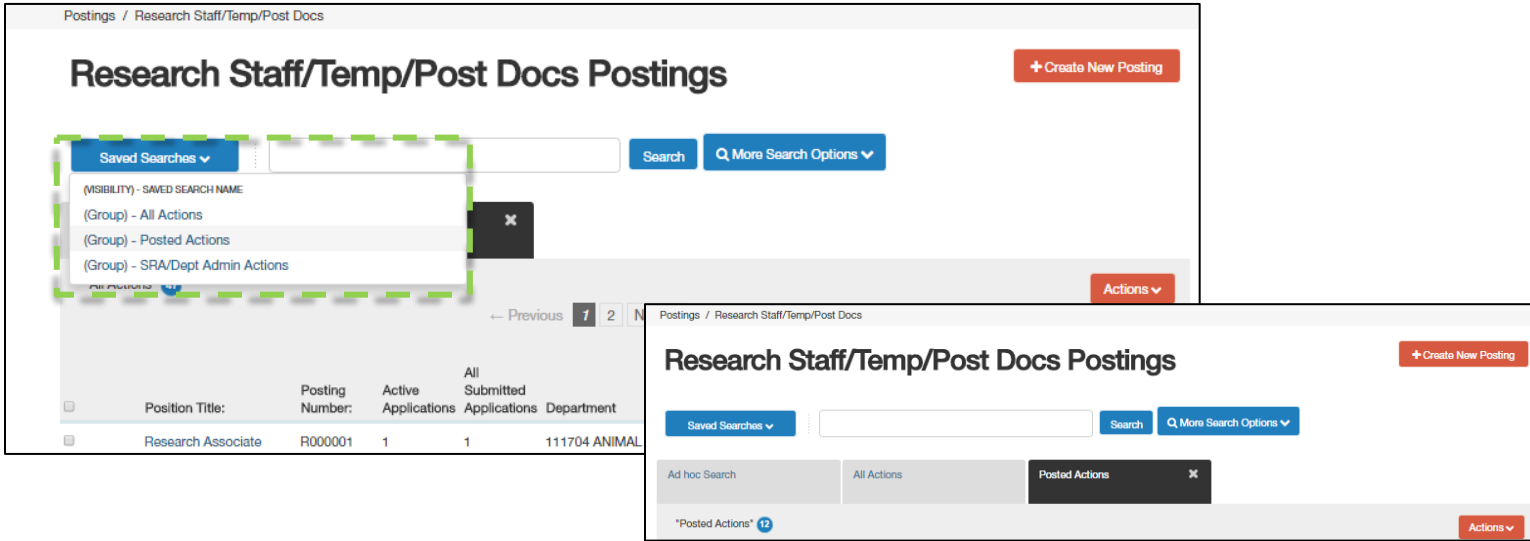 Postings / Research Staff/Temp/Post Docs
Research Staff/Temp/Post Docs Postings
+ Create New Posting
Saved Searches
Search
More Search Options
(VISIBILITY) - SAVED SEARCH NAME
(Group) - All Actions
(Group) - Posted Actions
(Group) - SRA/Dept Admin Actions
All Actions
Actions
← Previous 1 2 N
Position Title:
Posting Number:
Active Applications
All Submitted Applications
Department
Research Associate R000001 1 1 111704 ANIMAL
Postings / Research Staff/Temp/Post Docs
Research Staff/Temp/Post Docs Postings
+ Create New Posting
Saved Searches
Search
More Search Options
Ad hoc Search
All Actions
Posted Actions
"Posted Actions" 12
Actions